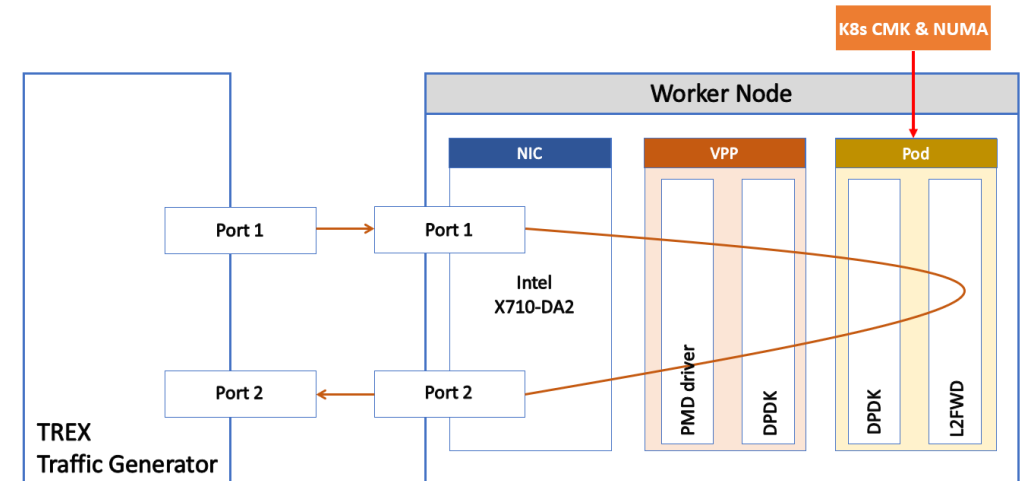 K8s CMK & NUMA
Worker Node
NIC
VPP
Pod
Port 1
Port 1
Intel
X710-DA2
Port 2
Port 2
PMD driver
DPDK
DPDK
L2FWD
TREX
Traffic Generator